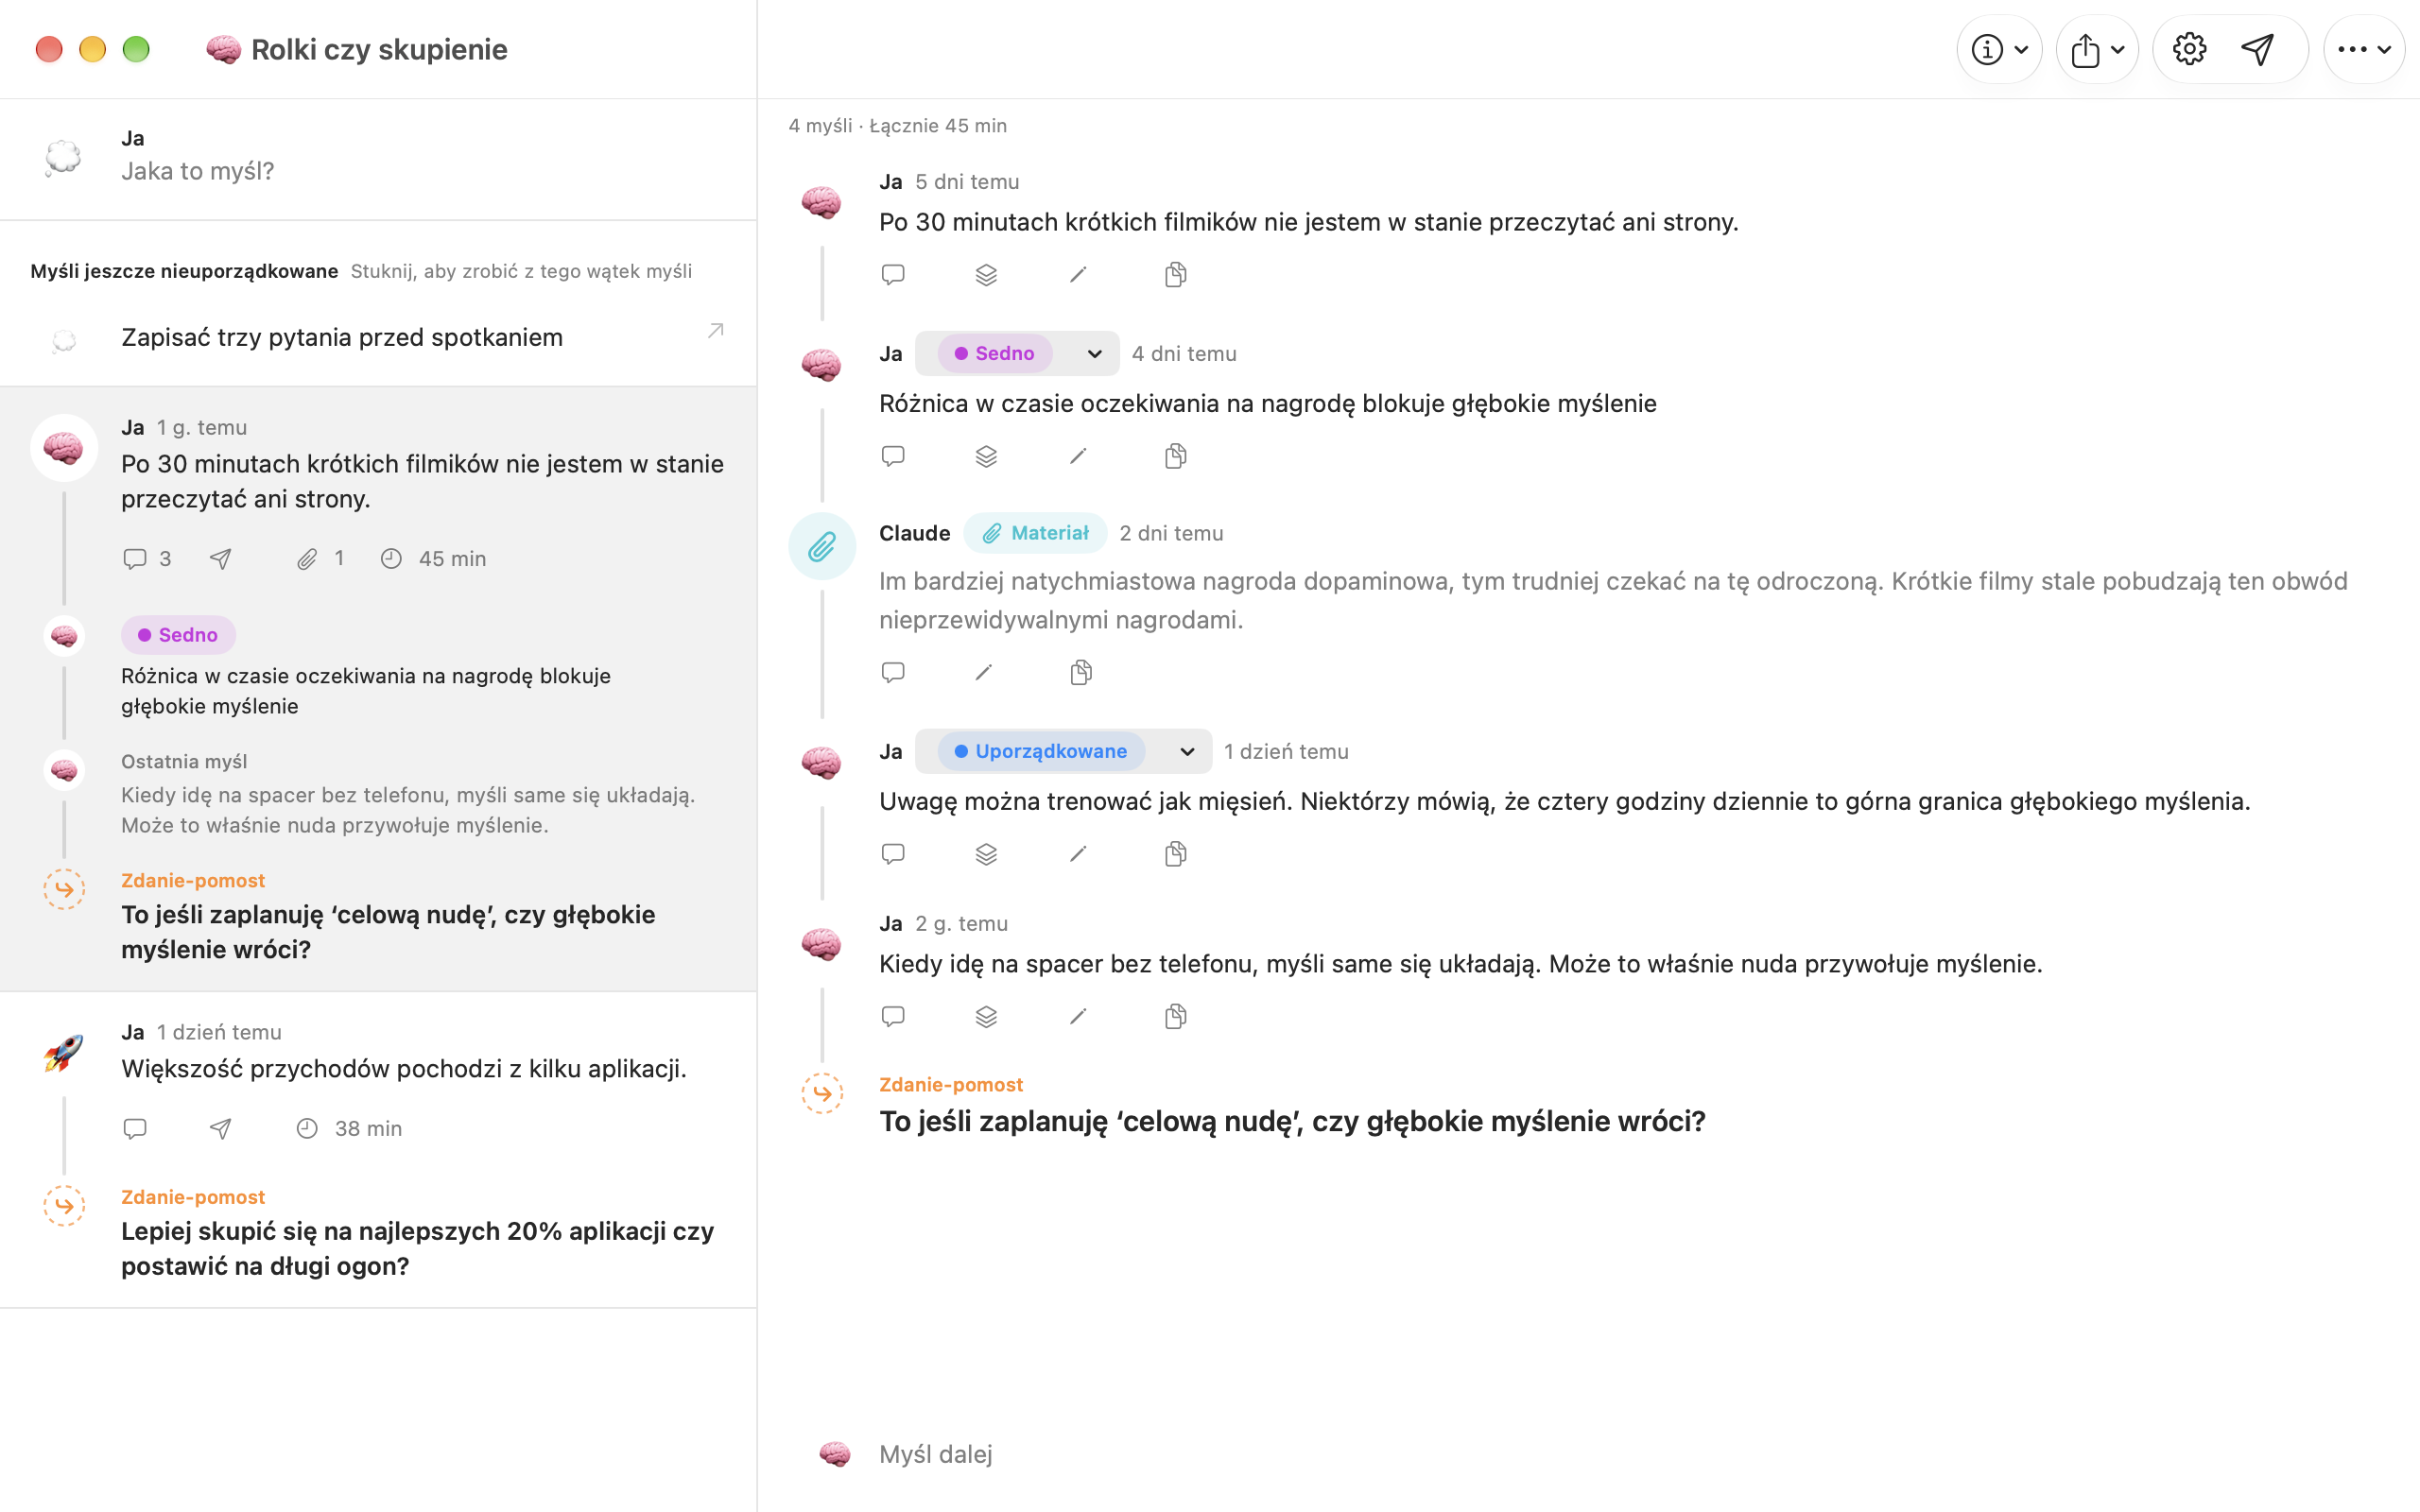 Rolki czy skupienie
Ja
Jaka to myśl?
Myśli jeszcze nieuporządkowane Stuknij, aby zrobić z tego wątek myśli
Zapisać trzy pytania przed spotkaniem
Ja 1 g. temu
Po 30 minutach krótkich filmików nie jestem w stanie
przeczytać ani strony.
3 1 45 min
Sedno
Różnica w czasie oczekiwania na nagrodę blokuje
głębokie myślenie
Ostatnia myśl
Kiedy idę na spacer bez telefonu, myśli same się układają.
Może to właśnie nuda przywołuje myślenie.
Zdanie-pomost
To jeśli zaplanuję ‘celową nudę’, czy głębokie
myślenie wróci?
Ja 1 dzień temu
Większość przychodów pochodzi z kilku aplikacji.
38 min
Zdanie-pomost
Lepiej skupić się na najlepszych 20% aplikacji czy
postawić na długi ogon?
4 myśli · Łącznie 45 min
Ja 5 dni temu
Po 30 minutach krótkich filmików nie jestem w stanie przeczytać ani strony.
Ja Sedno 4 dni temu
Różnica w czasie oczekiwania na nagrodę blokuje głębokie myślenie
Claude Materiał 2 dni temu
Im bardziej natychmiastowa nagroda dopaminowa, tym trudniej czekać na tę odroczoną. Krótkie filmy stale pobudzają ten obwód
nieprzewidywalnymi nagrodami.
Ja Uporządkowane 1 dzień temu
Uwagę można trenować jak mięsień. Niektórzy mówią, że cztery godziny dziennie to górna granica głębokiego myślenia.
Ja 2 g. temu
Kiedy idę na spacer bez telefonu, myśli same się układają. Może to właśnie nuda przywołuje myślenie.
Zdanie-pomost
To jeśli zaplanuję ‘celową nudę’, czy głębokie myślenie wróci?
Myśl dalej